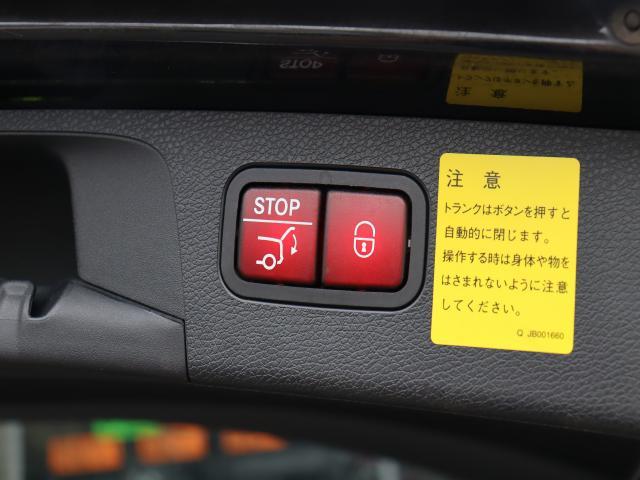 STOP
注意
トランクはボタンを押すと
自動的に閉じます。
操作する時は身体や物を
はさまれないように注意
してください。
Q JB001660